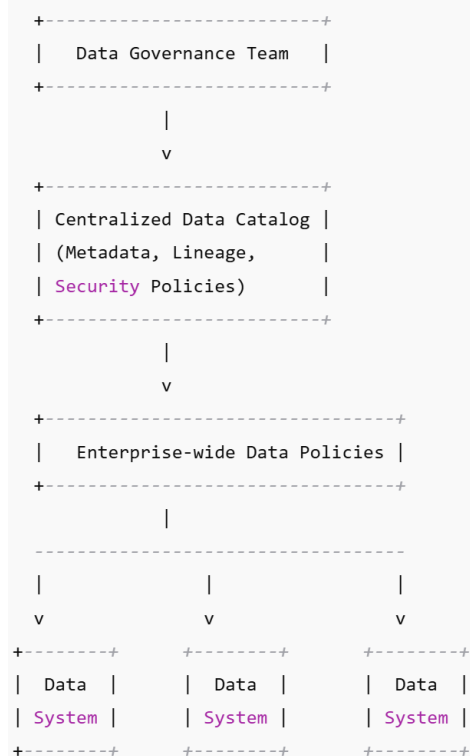 Data Governance Team
Centralized Data Catalog
(Metadata, Lineage,
Security Policies)
Enterprise-wide Data Policies
Data Data Data
System System System